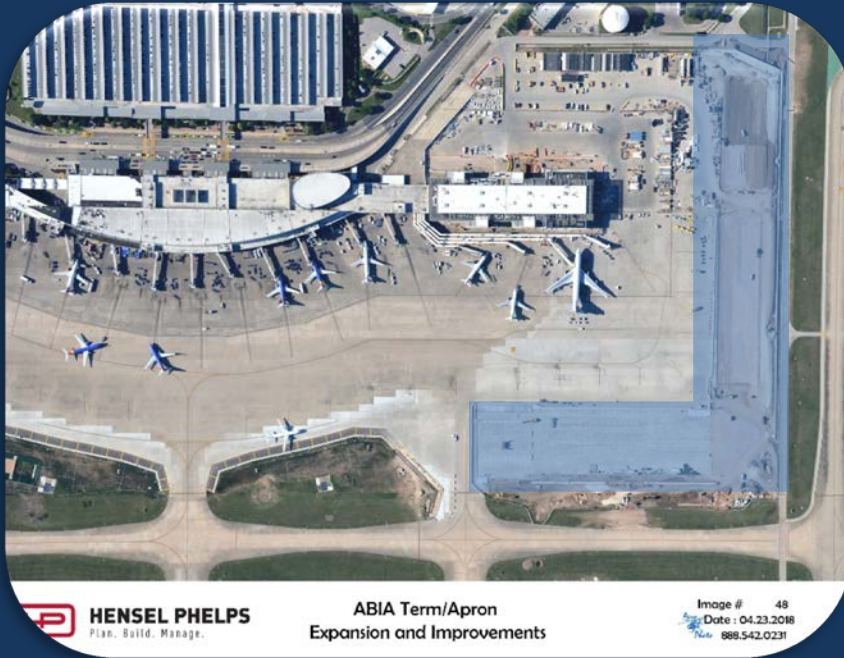 HENSEL PHELPS
Plan. Build. Manage.
ABIA Term/Apron
Expansion and Improvements
Image # 48
Date : 04.23.2018
888.542.0231